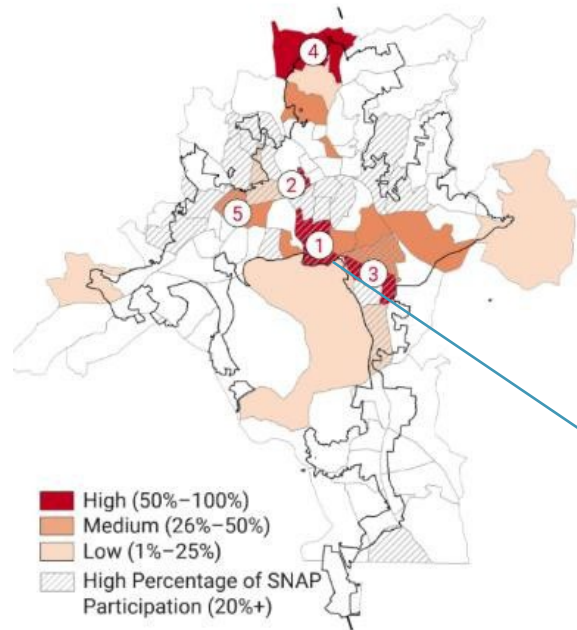 4
2
5
1
3
High (50%–100%)
Medium (26%–50%)
Low (1%–25%)
High Percentage of SNAP
Participation (20%+)